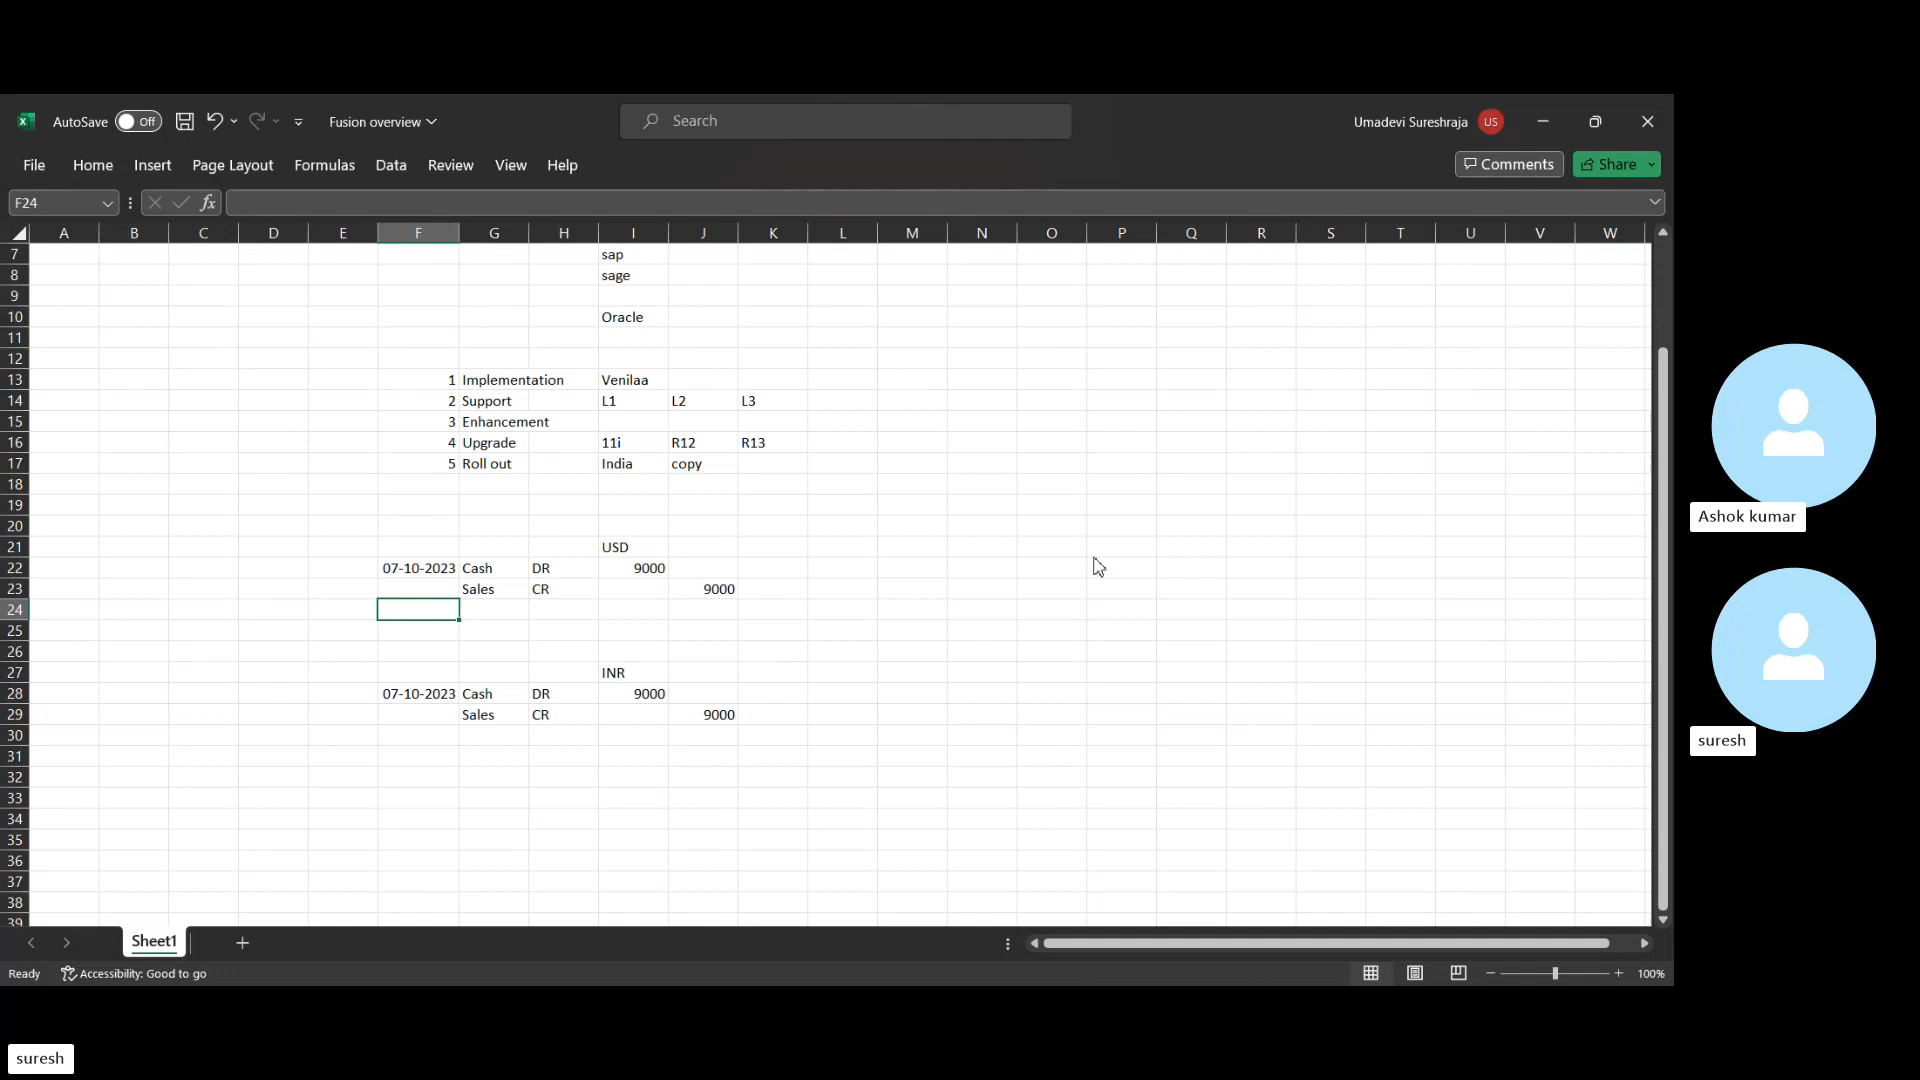 AutoSave Off Fusion overview Search Umadevi Sureshraja US
File Home Insert Page Layout Formulas Data Review View Help Comments Share
F24 fx
A B C D E F G H I J K L M N O P Q R S T U V W
7 sap
8 sage
9
10 Oracle
11
12
13 1 Implementation Venilaa
14 2 Support L1 L2 L3
15 3 Enhancement
16 4 Upgrade 11i R12 R13
17 5 Roll out India copy
18
19
20
21 USD
22 07-10-2023 Cash DR 9000
23 Sales CR 9000
24
25
26
27 INR
28 07-10-2023 Cash DR 9000
29 Sales CR 9000
30
31
32
33
34
35
36
37
38
39
Sheet1
Ready Accessibility: Good to go 100%
Ashok kumar
suresh
suresh